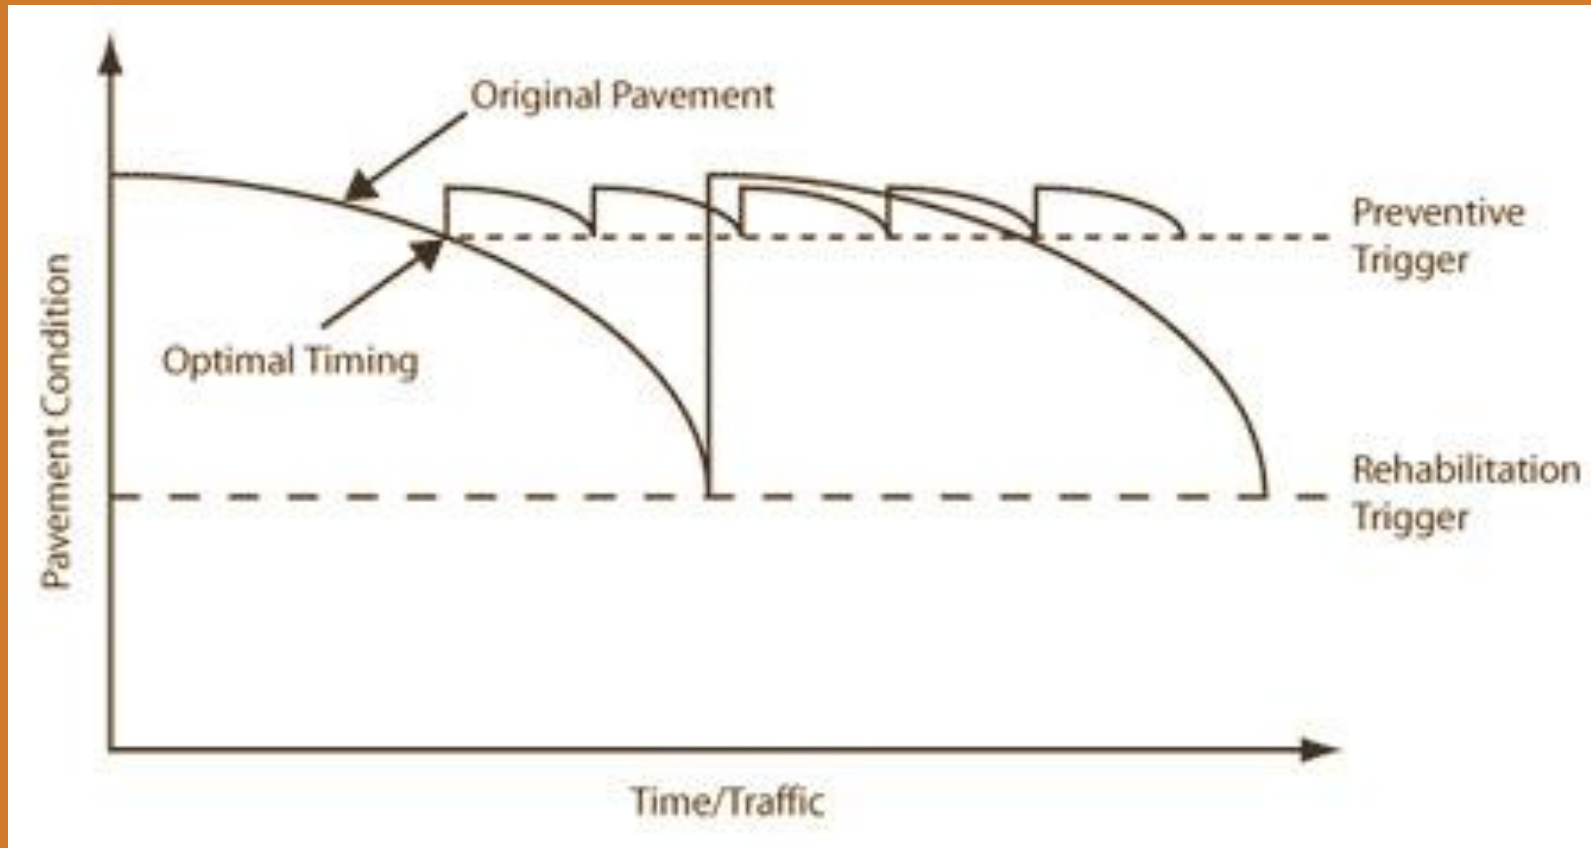 Original Pavement
Preventive
Trigger
Optimal Timing
Pavement Condition
Rehabilitation
Trigger
Time/Traffic